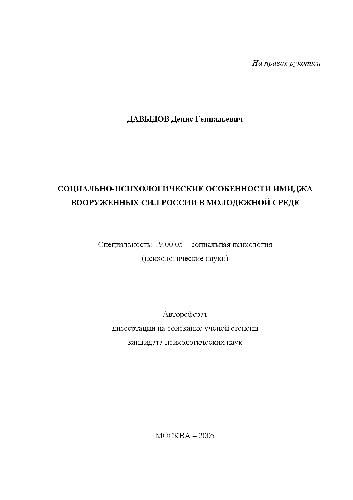 На правах рукописи
ДАВЫДОВ Денис Геннадьевич
СОЦИАЛЬНО-ПСИХОЛОГИЧЕСКИЕ ОСОБЕННОСТИ ИМИДЖА
ВООРУЖЕННЫХ СИЛ РОССИИ В МОЛОДЕЖНОЙ СРЕДЕ
Специальность 19.00.05 – социальная психология
(психологические науки)
Автореферат
диссертации на соискание ученой степени
кандидата психологических наук
МОСКВА – 2005